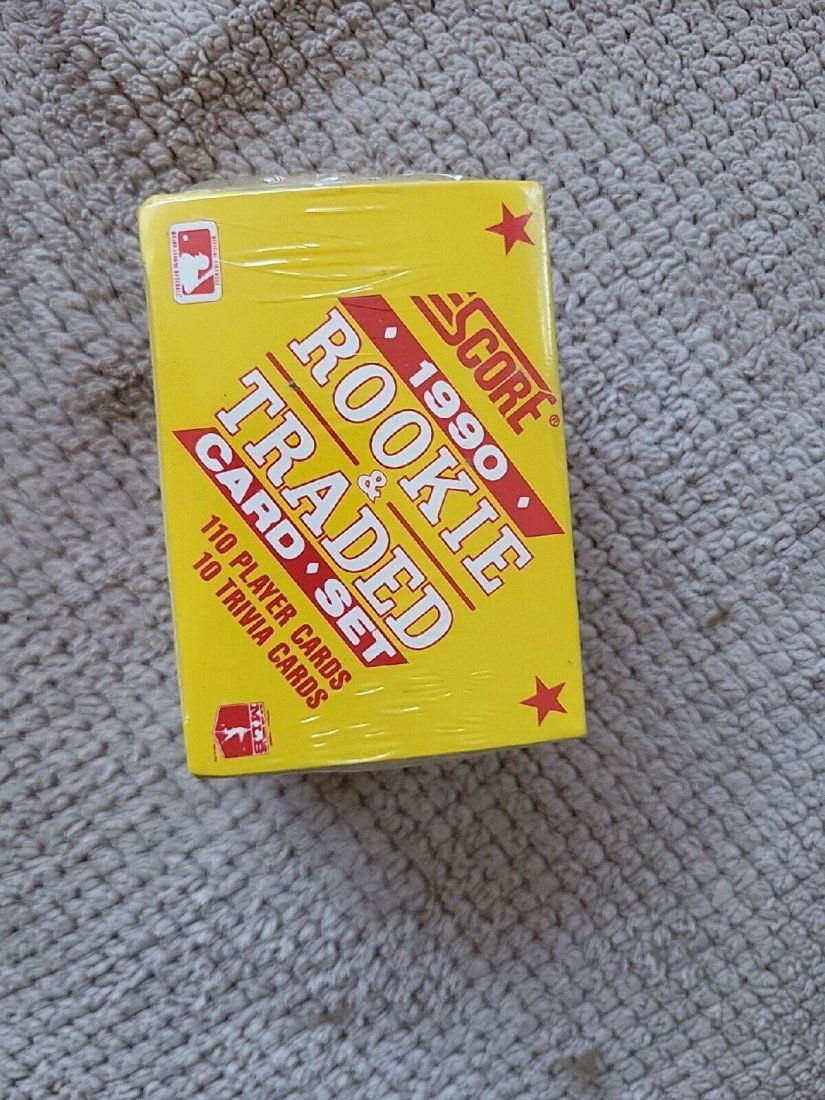 SCORE®
1990
ROOKIE
&
TRADED
CARD • SET
110 PLAYER CARDS
10 TRIVIA CARDS